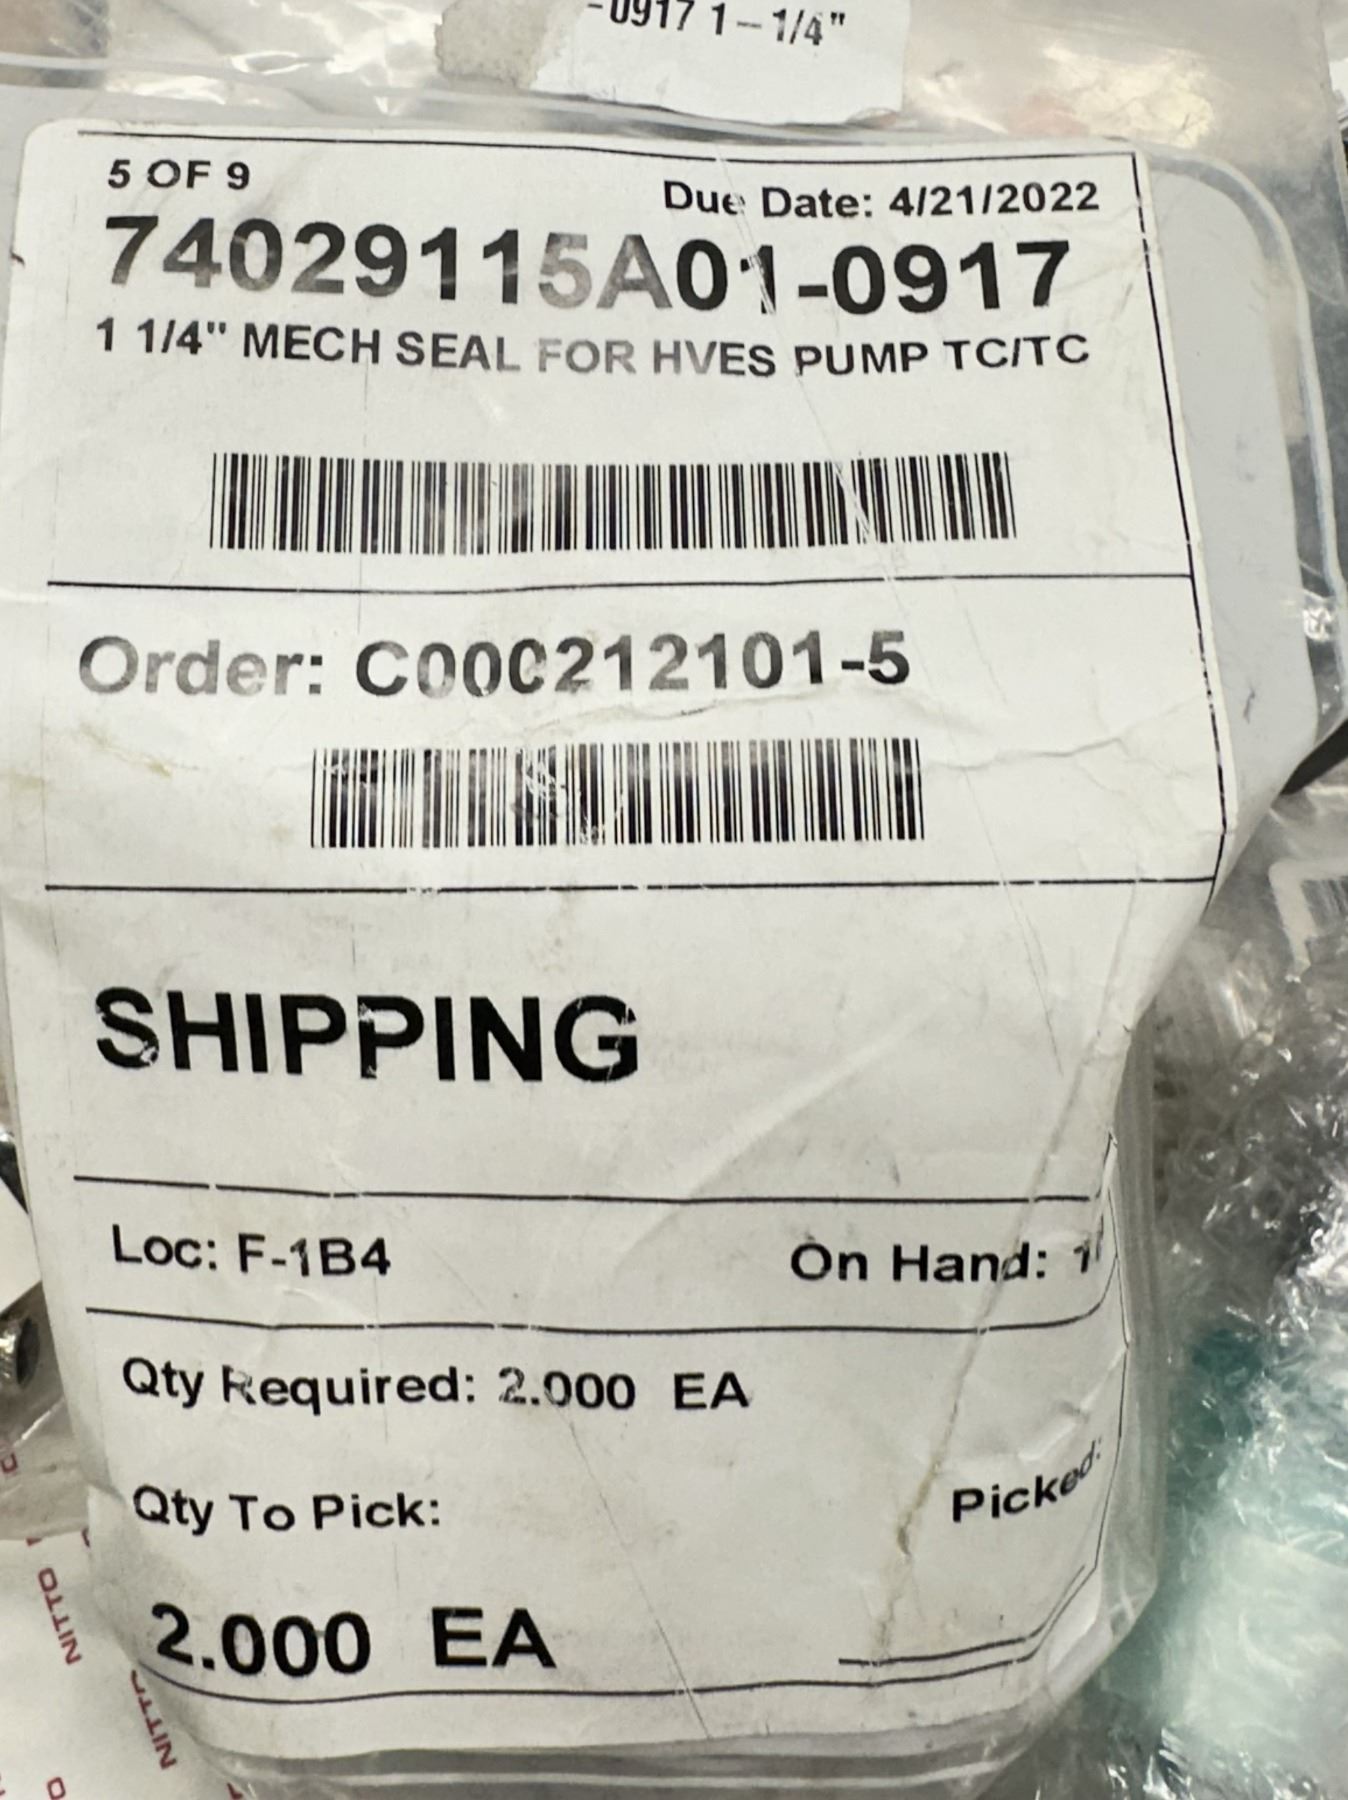 -0917 1-1/4"
5 OF 9
Due Date: 4/21/2022
74029115A01-0917
1 1/4" MECH SEAL FOR HVES PUMP TC/TC
Order: C000212101-5
SHIPPING
Loc: F-1B4
On Hand:
Qty Required: 2.000 EA
Qty To Pick:
Picked:
2.000 EA
NITTO
NITTO